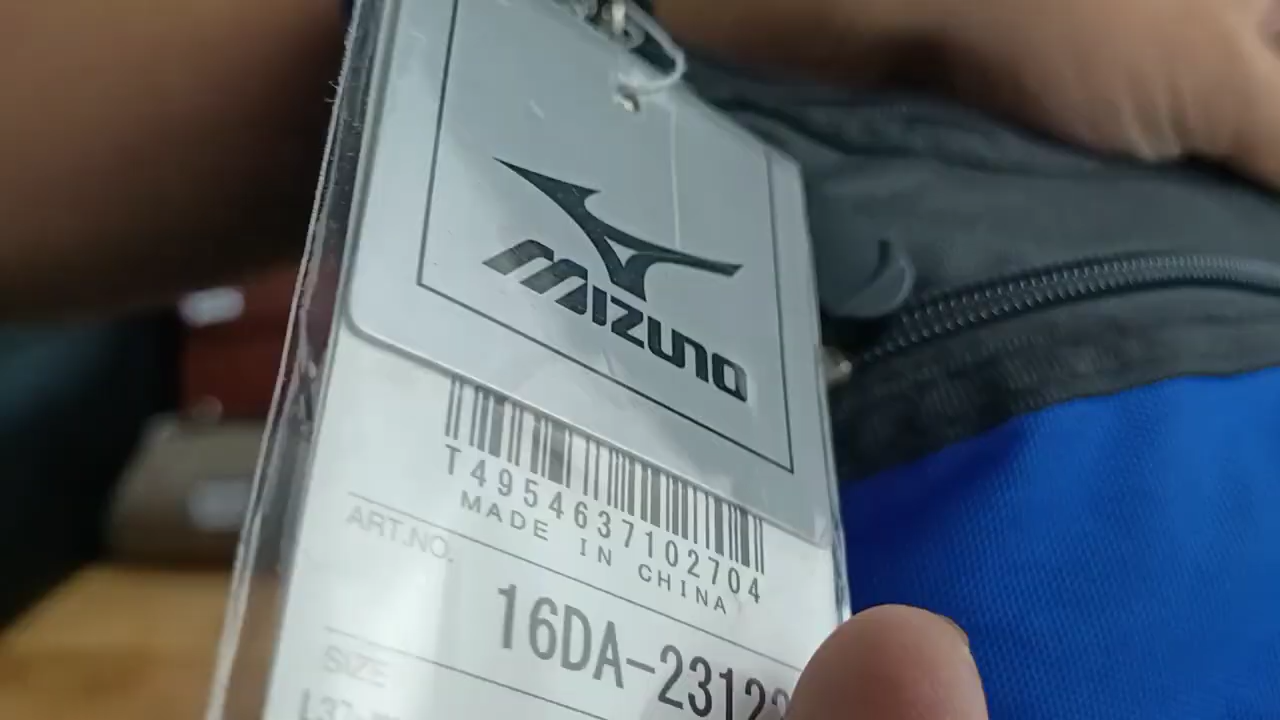 MIZUNO
T4954637102704
MADE IN CHINA
ART.NO.
16DA-2312
SIZE